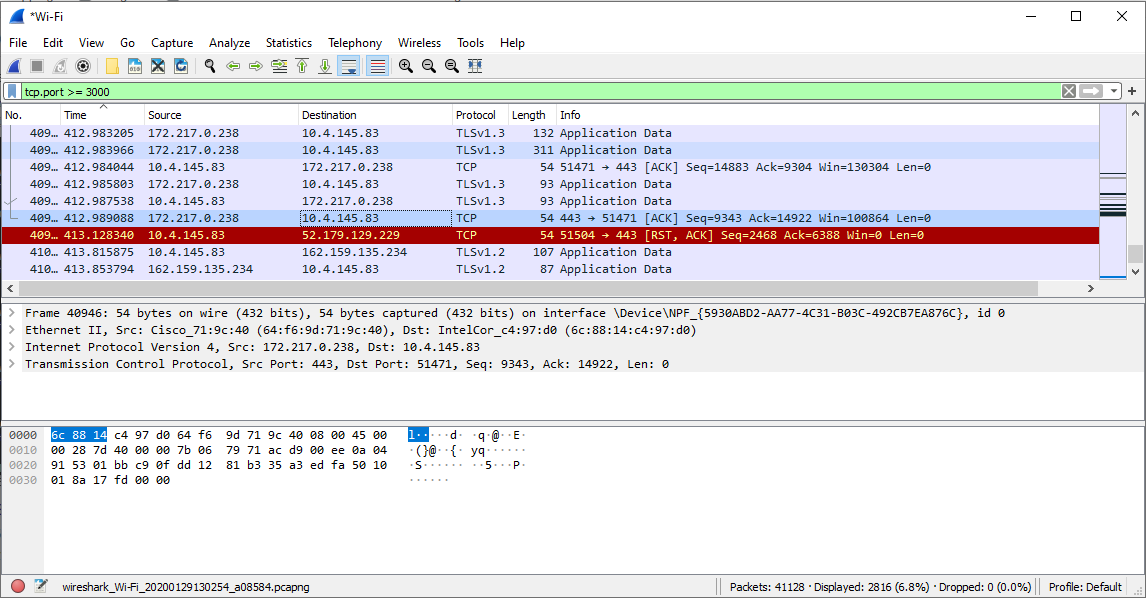 *Wi-Fi
File Edit View Go Capture Analyze Statistics Telephony Wireless Tools Help
tcp.port >= 3000
No. Time Source Destination Protocol Length Info
409… 412.983205 172.217.0.238 10.4.145.83 TLSv1.3 132 Application Data
409… 412.983966 172.217.0.238 10.4.145.83 TLSv1.3 311 Application Data
409… 412.984044 10.4.145.83 172.217.0.238 TCP 54 51471 → 443 [ACK] Seq=14883 Ack=9304 Win=130304 Len=0
409… 412.985803 172.217.0.238 10.4.145.83 TLSv1.3 93 Application Data
409… 412.987538 10.4.145.83 172.217.0.238 TLSv1.3 93 Application Data
409… 412.989088 172.217.0.238 10.4.145.83 TCP 54 443 → 51471 [ACK] Seq=9343 Ack=14922 Win=100864 Len=0
409… 413.128340 10.4.145.83 52.179.129.229 TCP 54 51504 → 443 [RST, ACK] Seq=2468 Ack=6388 Win=0 Len=0
410… 413.815875 10.4.145.83 162.159.135.234 TLSv1.2 107 Application Data
410… 413.853794 162.159.135.234 10.4.145.83 TLSv1.2 87 Application Data
Frame 40946: 54 bytes on wire (432 bits), 54 bytes captured (432 bits) on interface \Device\NPF_{5930ABD2-AA77-4C31-B03C-492CB7EA876C}, id 0
Ethernet II, Src: Cisco_71:9c:40 (64:f6:9d:71:9c:40), Dst: IntelCor_c4:97:d0 (6c:88:14:c4:97:d0)
Internet Protocol Version 4, Src: 172.217.0.238, Dst: 10.4.145.83
Transmission Control Protocol, Src Port: 443, Dst Port: 51471, Seq: 9343, Ack: 14922, Len: 0
0000 6c 88 14 c4 97 d0 64 f6 9d 71 9c 40 08 00 45 00 l·····d· ·q·@··E·
0010 00 28 7d 40 00 00 7b 06 79 71 ac d9 00 ee 0a 04 ·(}@··{· yq······
0020 91 53 01 bb c9 0f dd 12 81 b3 35 a3 ed fa 50 10 ·S······ ··5···P·
0030 01 8a 17 fd 00 00 ······
wireshark_Wi-Fi_20200129130254_a08584.pcapng Packets: 41128 · Displayed: 2816 (6.8%) · Dropped: 0 (0.0%) Profile: Default